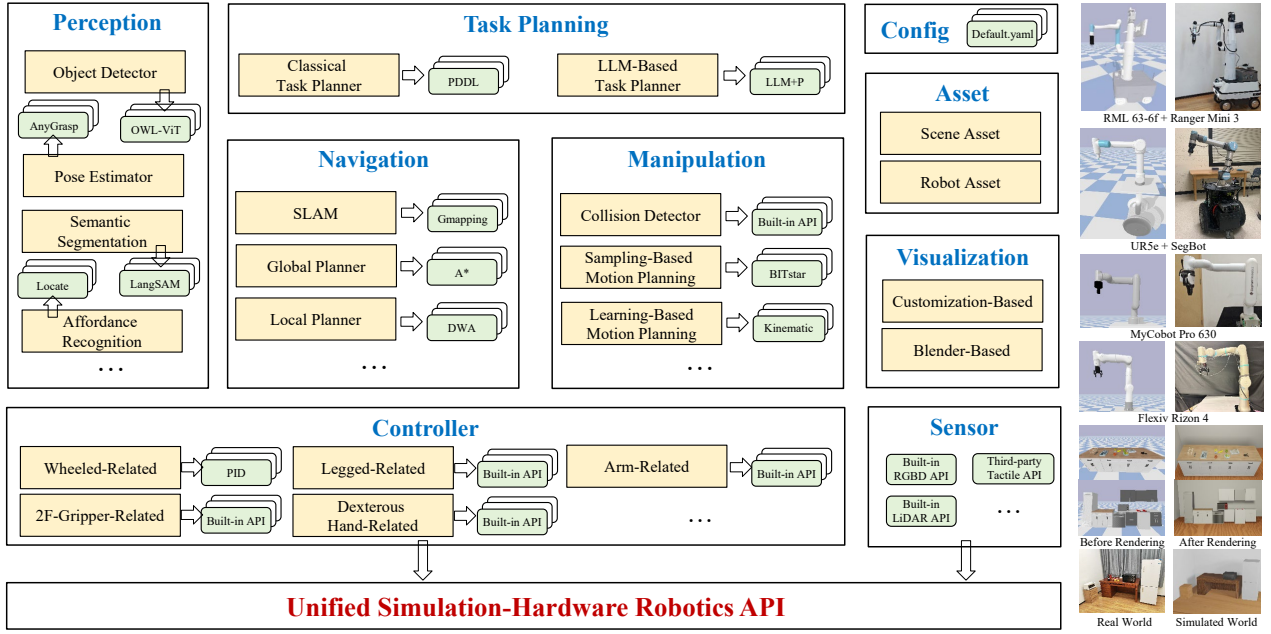 Perception
Object Detector
AnyGrasp
OWL-ViT
Pose Estimator
Semantic
Segmentation
Locate
LangSAM
Affordance
Recognition
...
Task Planning
Classical
Task Planner
PDDL
LLM-Based
Task Planner
LLM+P
Navigation
SLAM
Gmapping
Global Planner
A*
Local Planner
DWA
...
Manipulation
Collision Detector
Built-in API
Sampling-Based
Motion Planning
BITstar
Learning-Based
Motion Planning
Kinematic
...
Config
Default.yaml
Asset
Scene Asset
Robot Asset
Visualization
Customization-Based
Blender-Based
Controller
Wheeled-Related
PID
Legged-Related
Built-in API
Arm-Related
Built-in API
2F-Gripper-Related
Built-in API
Dexterous
Hand-Related
Built-in API
...
Sensor
Built-in
RGBD API
Third-party
Tactile API
Built-in
LiDAR API
...
Unified Simulation-Hardware Robotics API
RML 63-6f + Ranger Mini 3
UR5e + SegBot
MyCobot Pro 630
Flexiv Rizon 4
Before Rendering
After Rendering
Real World
Simulated World